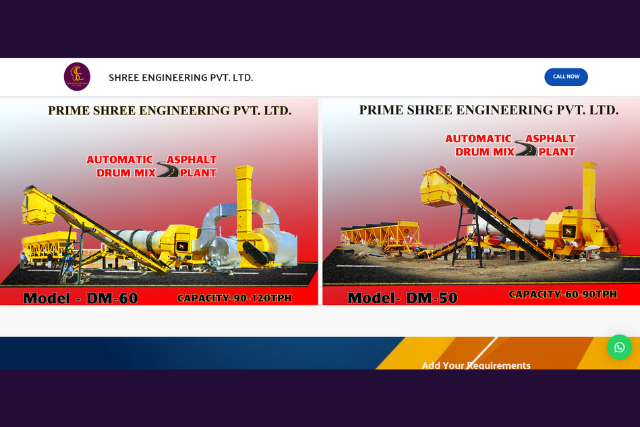 SHREE ENGINEERING PVT. LTD.
CALL NOW
PRIME SHREE ENGINEERING PVT. LTD.
AUTOMATIC ASPHALT
DRUM MIX PLANT
Model - DM-60
CAPACITY-90-120TPH
PRIME SHREE ENGINEERING PVT. LTD.
AUTOMATIC ASPHALT
DRUM MIX PLANT
Model- DM-50
CAPACITY-60-90TPH
Add Your Requirements